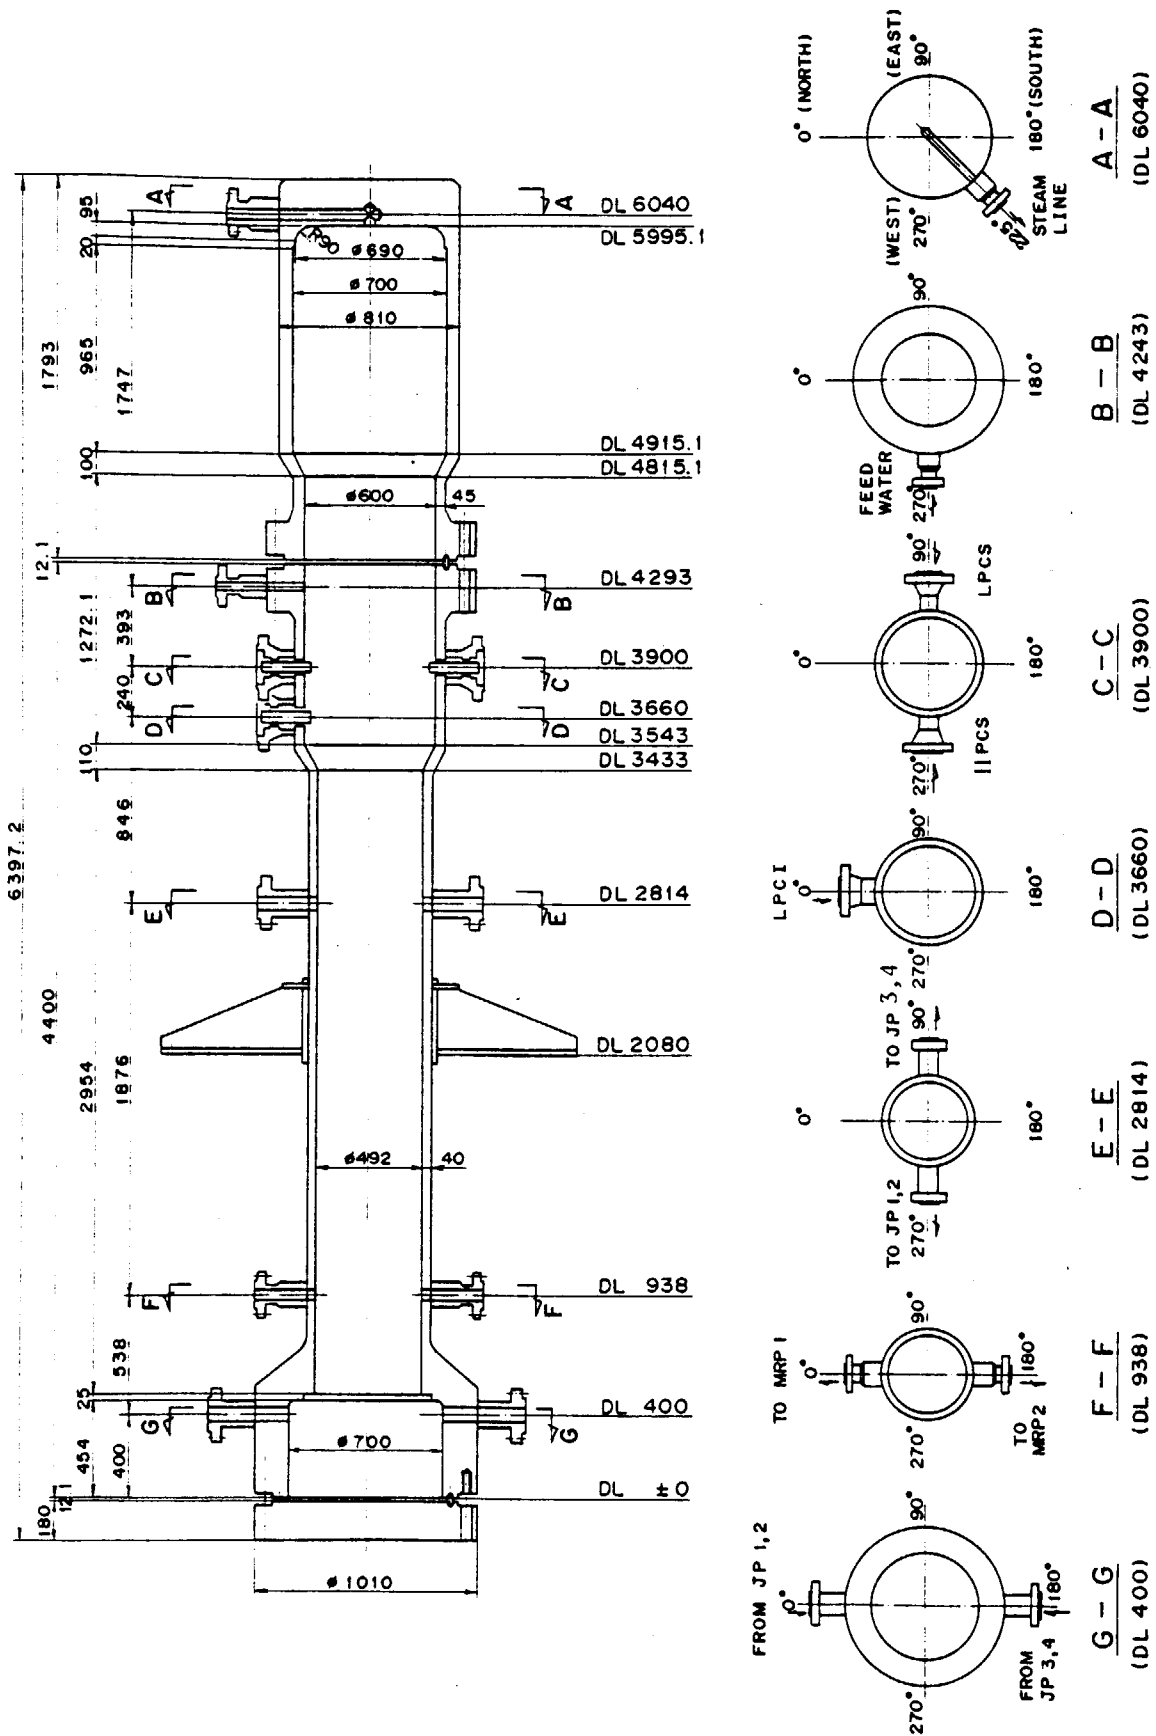 6397.2
1793
4400
180
12.1
95
20
965
100
12.1
1272.1
110
2954
25
454
12.1
1747
393
240
846
1876
538
400
A
A
DL 6040
DL 5995.1
R90
ø690
ø700
ø810
DL 4915.1
DL 4815.1
ø600
45
B
B
DL 4293
C
C
DL 3900
D
D
DL 3660
DL 3543
DL 3433
E
E
DL 2814
DL 2080
ø492
40
F
F
DL 938
G
G
DL 400
ø700
DL ±0
ø1010
0° (NORTH)
(EAST)
90°
(WEST)
270°
180° (SOUTH)
STEAM
LINE
A - A
(DL 6040)
0°
90°
180°
270°
FEED
WATER
B - B
(DL 4243)
0°
90°
LPCS
180°
270°
HPCS
C - C
(DL 3900)
LPCI
0°
90°
180°
270°
D - D
(DL 3660)
TO JP 3,4
90°
0°
180°
TO JP 1,2
270°
E - E
(DL 2814)
TO MRP 1
0°
90°
180°
270°
TO
MRP2
F - F
(DL 938)
FROM JP 1,2
0°
90°
180°
270°
FROM
JP 3,4
G - G
(DL 400)